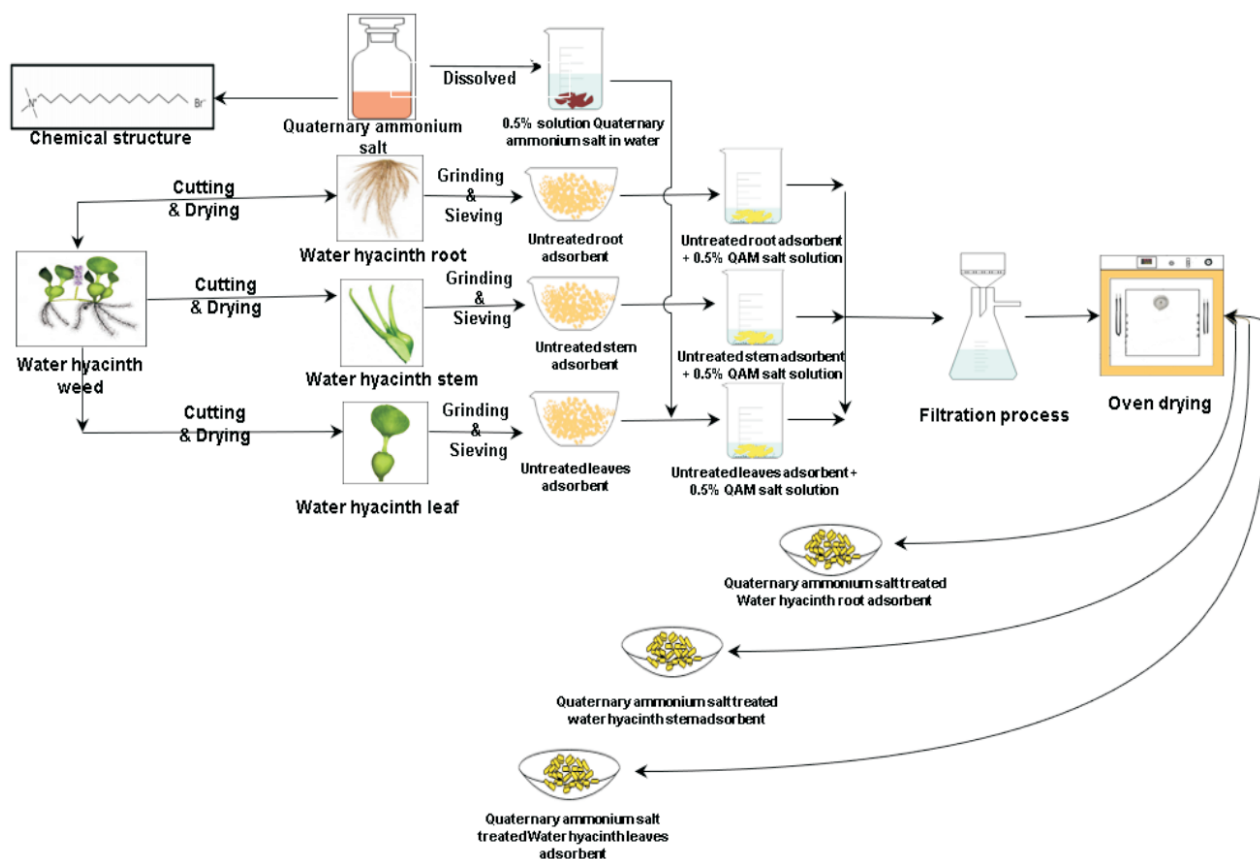 Dissolved
N⁺
Br⁻
Chemical structure
Quaternary ammonium
salt
0.5% solution Quaternary
ammonium salt in water
Cutting
& Drying
Grinding
&
Sieving
Water hyacinth root
Untreated root
adsorbent
Untreated root adsorbent
+ 0.5% QAM salt solution
Cutting
& Drying
Grinding
&
Sieving
Water hyacinth
weed
Water hyacinth stem
Untreated stem
adsorbent
Untreated stem adsorbent
+ 0.5% QAM salt solution
Filtration process
Oven drying
Cutting
& Drying
Grinding
&
Sieving
Water hyacinth leaf
Untreated leaves
adsorbent
Untreated leaves adsorbent +
0.5% QAM salt solution
Quaternary ammonium salt treated
Water hyacinth root adsorbent
Quaternary ammonium salt treated
water hyacinth stem adsorbent
Quaternary ammonium salt
treated Water hyacinth leaves
adsorbent